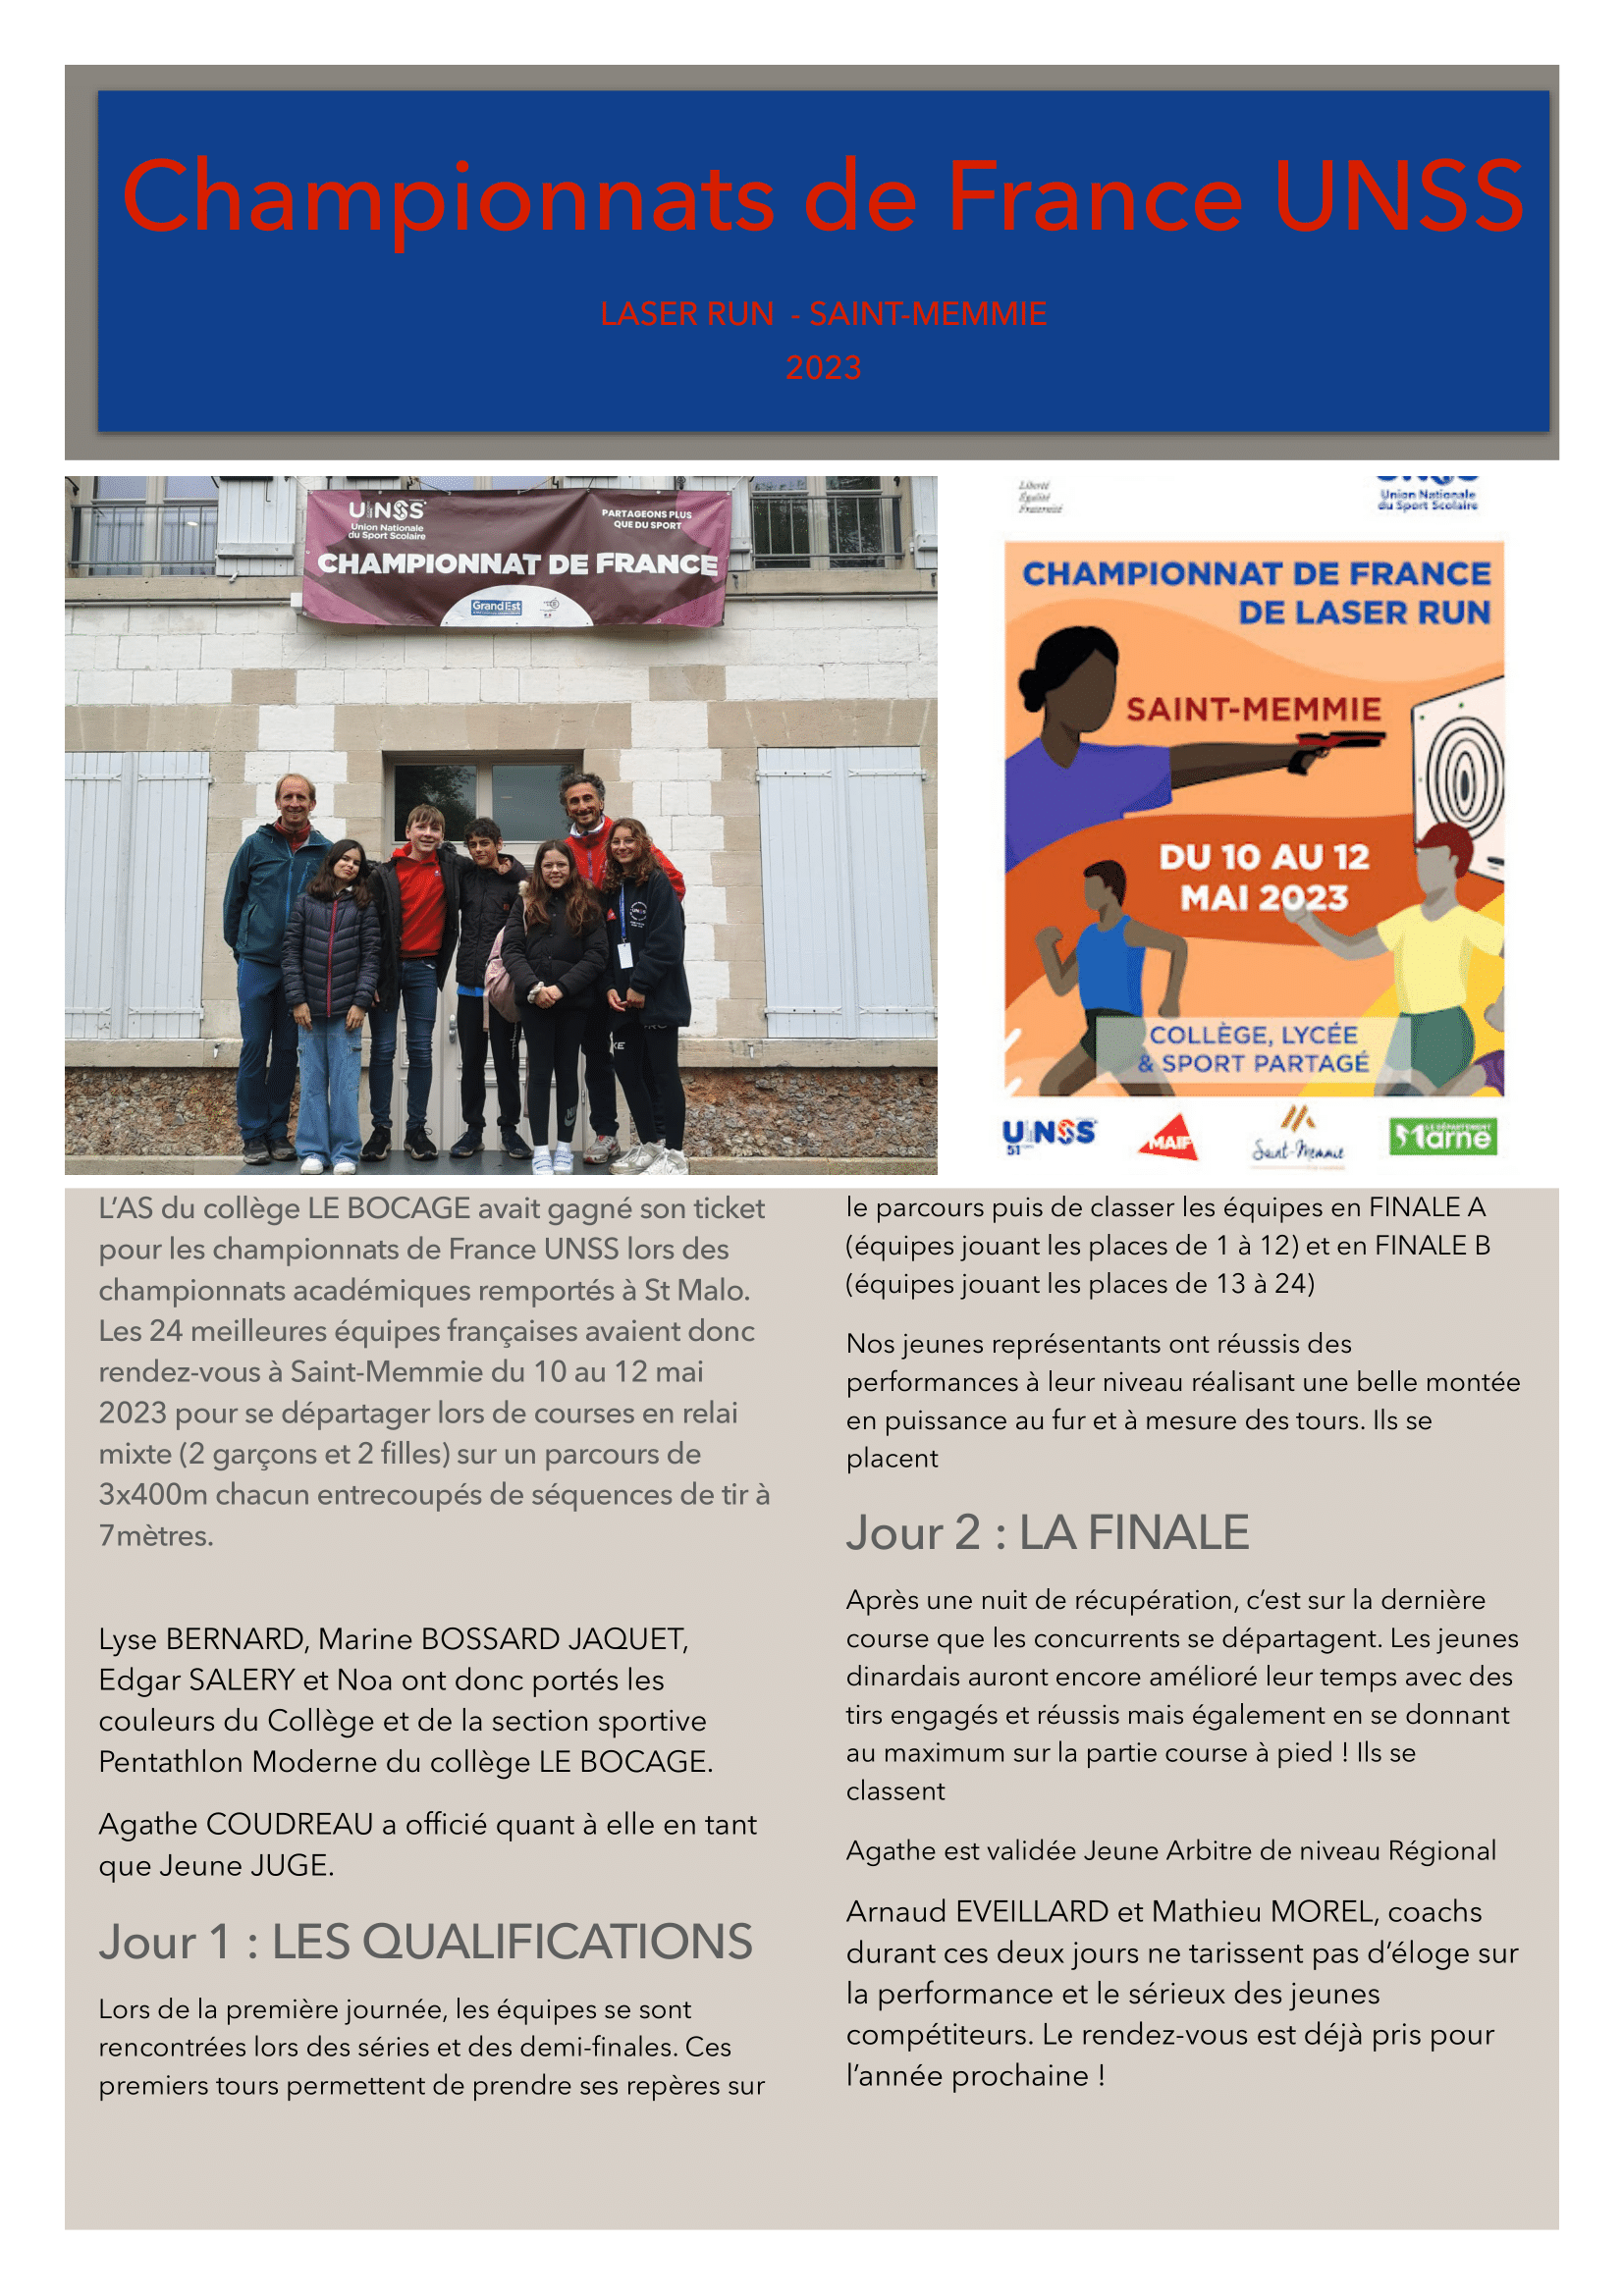 Championnats de France UNSS
LASER RUN - SAINT-MEMMIE
2023
UNSS
Union Nationale
du Sport Scolaire
PARTAGEONS PLUS
QUE DU SPORT
CHAMPIONNAT DE FRANCE
GrandEst
Liberté
Égalité
Fraternité
UNSS
Union Nationale
du Sport Scolaire
CHAMPIONNAT DE FRANCE
DE LASER RUN
SAINT-MEMMIE
DU 10 AU 12
MAI 2023
COLLÈGE, LYCÉE
& SPORT PARTAGÉ
UNSS
51
MAIF
Saint-Memmie
LE DÉPARTEMENT
Marne
L’AS du collège LE BOCAGE avait gagné son ticket
pour les championnats de France UNSS lors des
championnats académiques remportés à St Malo.
Les 24 meilleures équipes françaises avaient donc
rendez-vous à Saint-Memmie du 10 au 12 mai
2023 pour se départager lors de courses en relai
mixte (2 garçons et 2 filles) sur un parcours de
3x400m chacun entrecoupés de séquences de tir à
7mètres.
Lyse BERNARD, Marine BOSSARD JAQUET,
Edgar SALERY et Noa ont donc portés les
couleurs du Collège et de la section sportive
Pentathlon Moderne du collège LE BOCAGE.
Agathe COUDREAU a officié quant à elle en tant
que Jeune JUGE.
Jour 1 : LES QUALIFICATIONS
Lors de la première journée, les équipes se sont
rencontrées lors des séries et des demi-finales. Ces
premiers tours permettent de prendre ses repères sur
le parcours puis de classer les équipes en FINALE A
(équipes jouant les places de 1 à 12) et en FINALE B
(équipes jouant les places de 13 à 24)
Nos jeunes représentants ont réussis des
performances à leur niveau réalisant une belle montée
en puissance au fur et à mesure des tours. Ils se
placent
Jour 2 : LA FINALE
Après une nuit de récupération, c’est sur la dernière
course que les concurrents se départagent. Les jeunes
dinardais auront encore amélioré leur temps avec des
tirs engagés et réussis mais également en se donnant
au maximum sur la partie course à pied ! Ils se
classent
Agathe est validée Jeune Arbitre de niveau Régional
Arnaud EVEILLARD et Mathieu MOREL, coachs
durant ces deux jours ne tarissent pas d’éloge sur
la performance et le sérieux des jeunes
compétiteurs. Le rendez-vous est déjà pris pour
l’année prochaine !